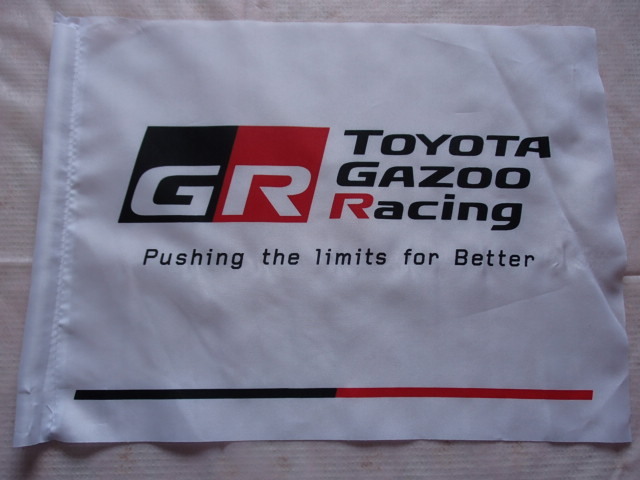 GR
TOYOTA
GAZOO
Racing
Pushing the limits for Better